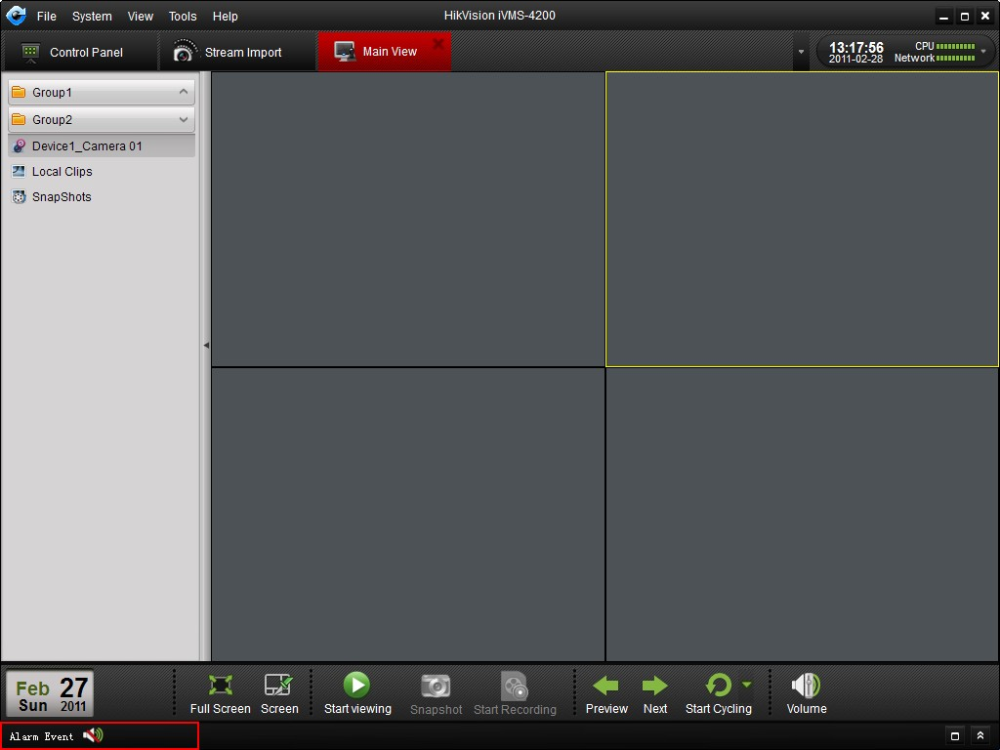 File System View Tools Help HikVision iVMS-4200
Control Panel Stream Import Main View 13:17:56 CPU
2011-02-28 Network
Group1
Group2
Device1_Camera 01
Local Clips
SnapShots
Feb 27
Sun 2011
Full Screen Screen Start viewing Snapshot Start Recording Preview Next Start Cycling Volume
Alarm Event